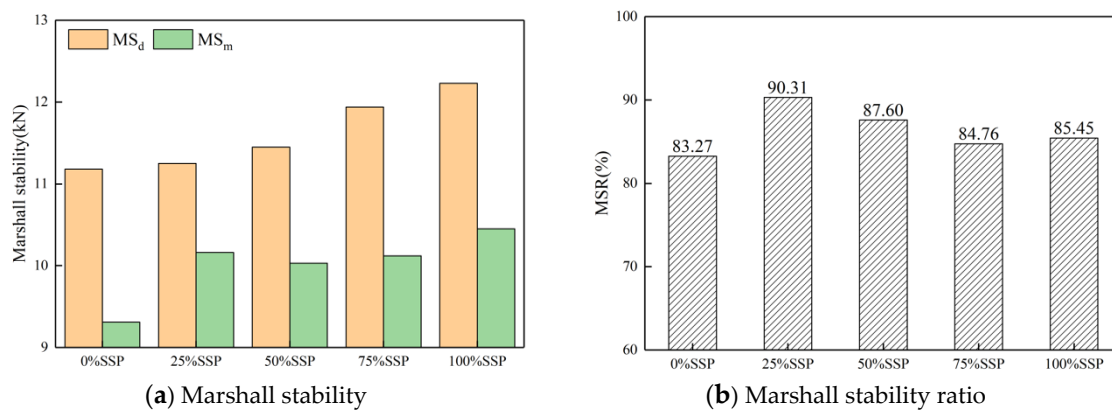 13
12
11
10
9
Marshall stability(kN)
MSd
MSm
0%SSP 25%SSP 50%SSP 75%SSP 100%SSP
(a) Marshall stability
100
90
80
70
60
MSR(%)
83.27
90.31
87.60
84.76
85.45
0%SSP 25%SSP 50%SSP 75%SSP 100%SSP
(b) Marshall stability ratio